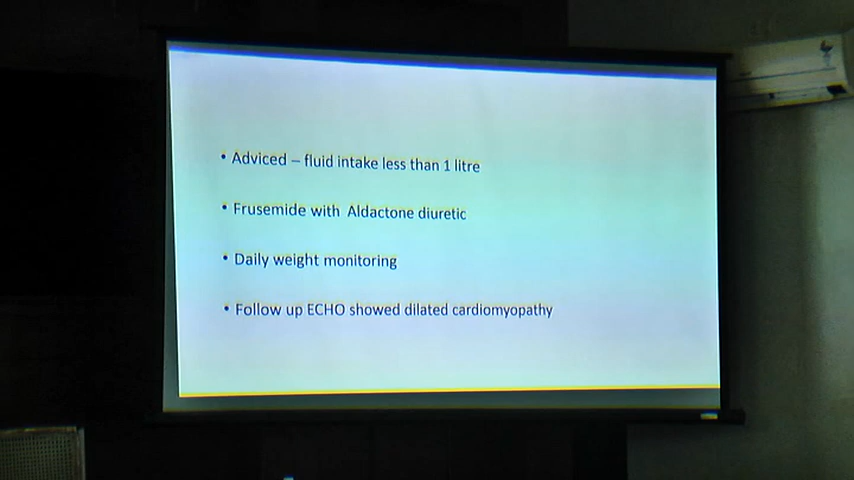 • Adviced – fluid intake less than 1 litre
• Frusemide with Aldactone diuretic
• Daily weight monitoring
• Follow up ECHO showed dilated cardiomyopathy